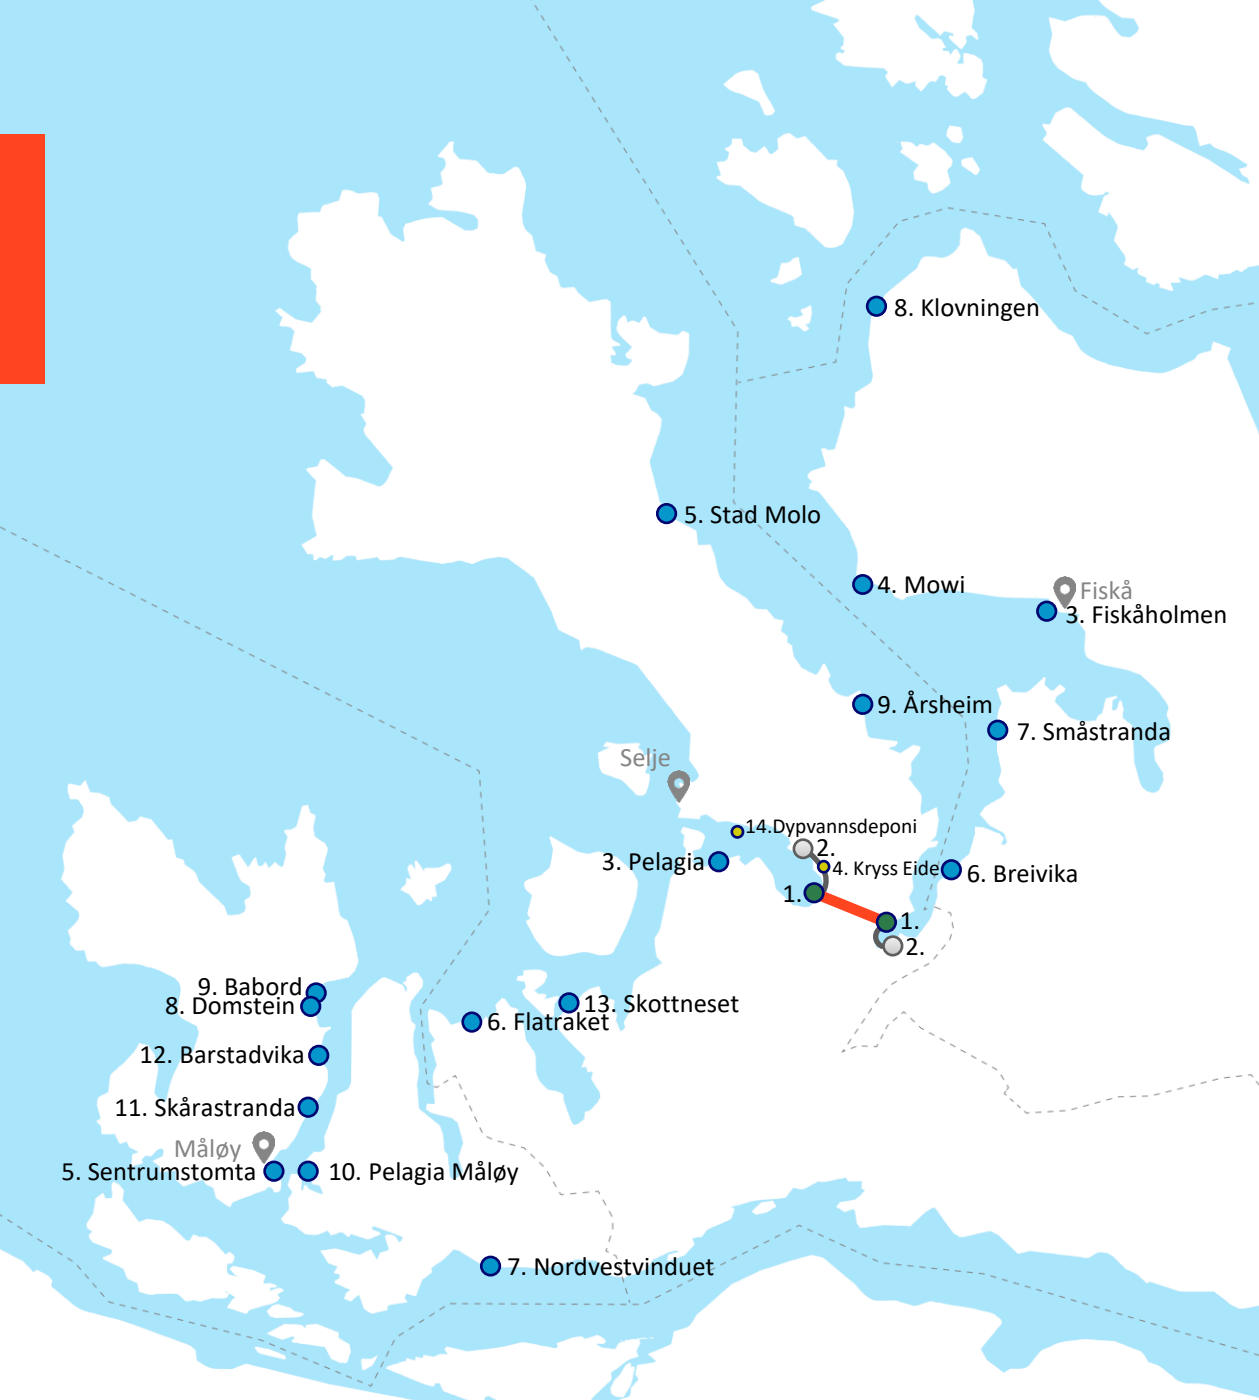 8. Klovningen
5. Stad Molo
4. Mowi
Fiskå
3. Fiskåholmen
9. Årsheim
7. Småstranda
Selje
14.Dypvannsdeponi
2.
3. Pelagia
4. Kryss Eide
6. Breivika
1.
1.
2.
9. Babord
8. Domstein
13. Skottneset
6. Flatraket
12. Barstadvika
11. Skårastranda
Måløy
5. Sentrumstomta
10. Pelagia Måløy
7. Nordvestvinduet